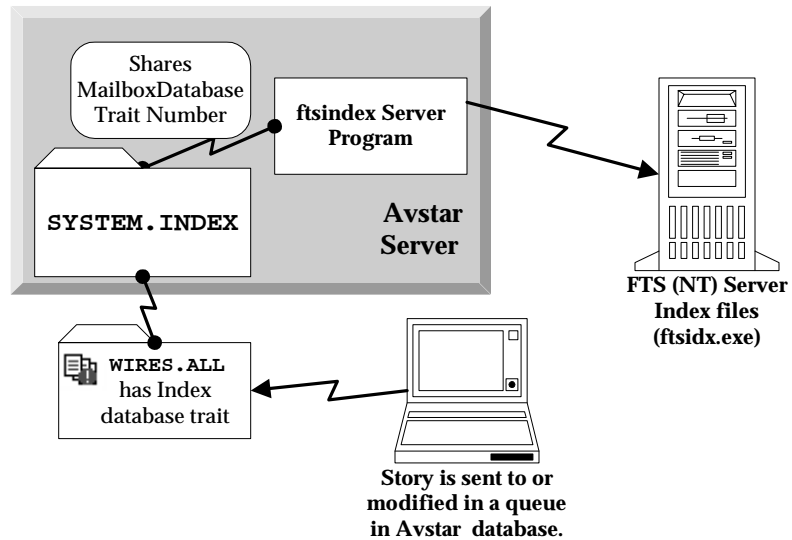 Shares
MailboxDatabase
Trait Number
ftsindex Server
Program
SYSTEM.INDEX
Avstar
Server
FTS (NT) Server
Index files
(ftsidx.exe)
WIRES.ALL
has Index
database trait
Story is sent to or
modified in a queue
in Avstar database.